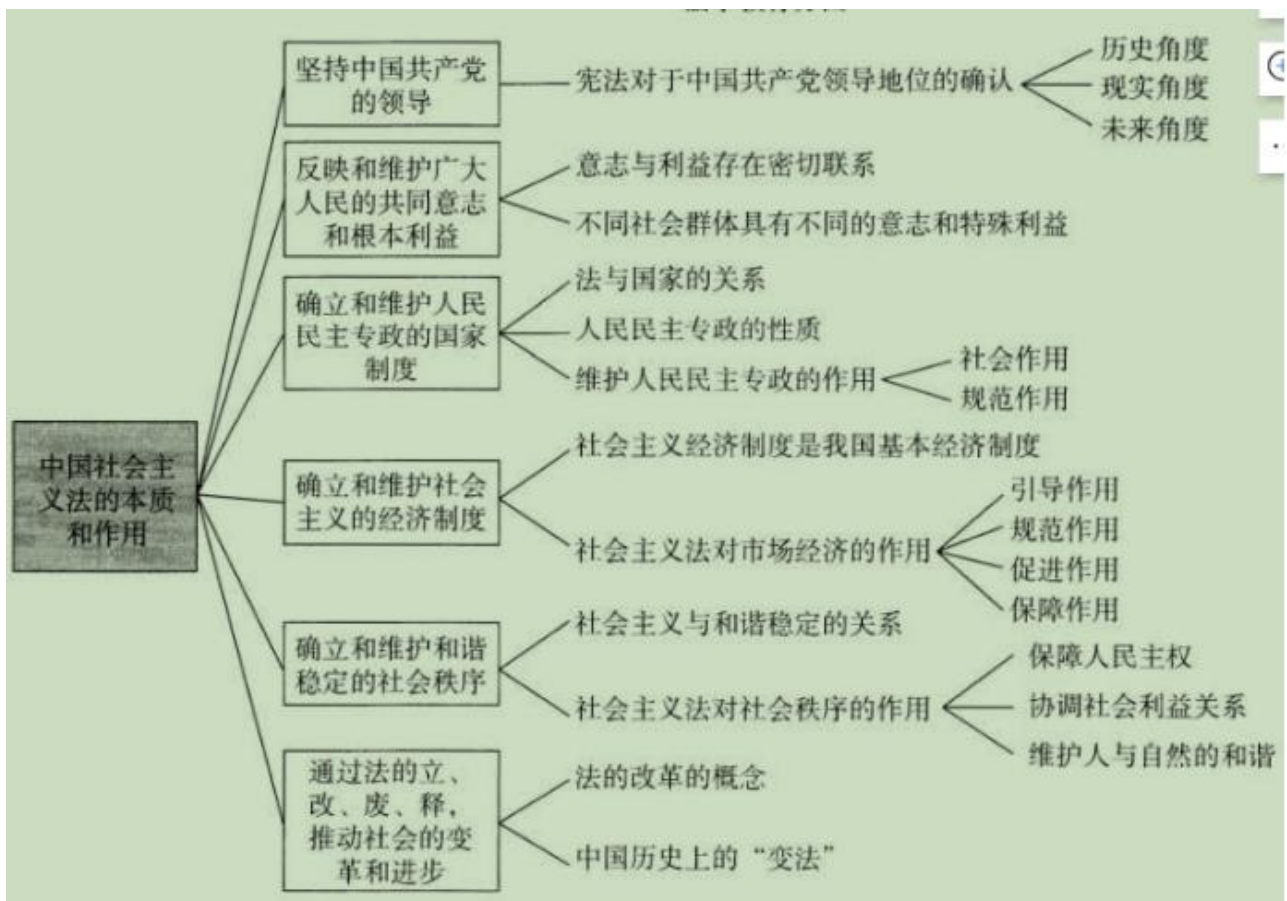 坚持中国共产党
的领导
宪法对于中国共产党领导地位的确认
历史角度
现实角度
未来角度
反映和维护广大
人民的共同意志
和根本利益
意志与利益存在密切联系
不同社会群体具有不同的意志和特殊利益
确立和维护人民
民主专政的国家
制度
法与国家的关系
人民民主专政的性质
维护人民民主专政的作用
社会作用
规范作用
中国社会主
义法的本质
和作用
确立和维护社会
主义的经济制度
社会主义经济制度是我国基本经济制度
社会主义法对市场经济的作用
引导作用
规范作用
促进作用
保障作用
确立和维护和谐
稳定的社会秩序
社会主义与和谐稳定的关系
社会主义法对社会秩序的作用
保障人民主权
协调社会利益关系
维护人与自然的和谐
通过法的立、
改、废、释，
推动社会的变
革和进步
法的改革的概念
中国历史上的“变法”